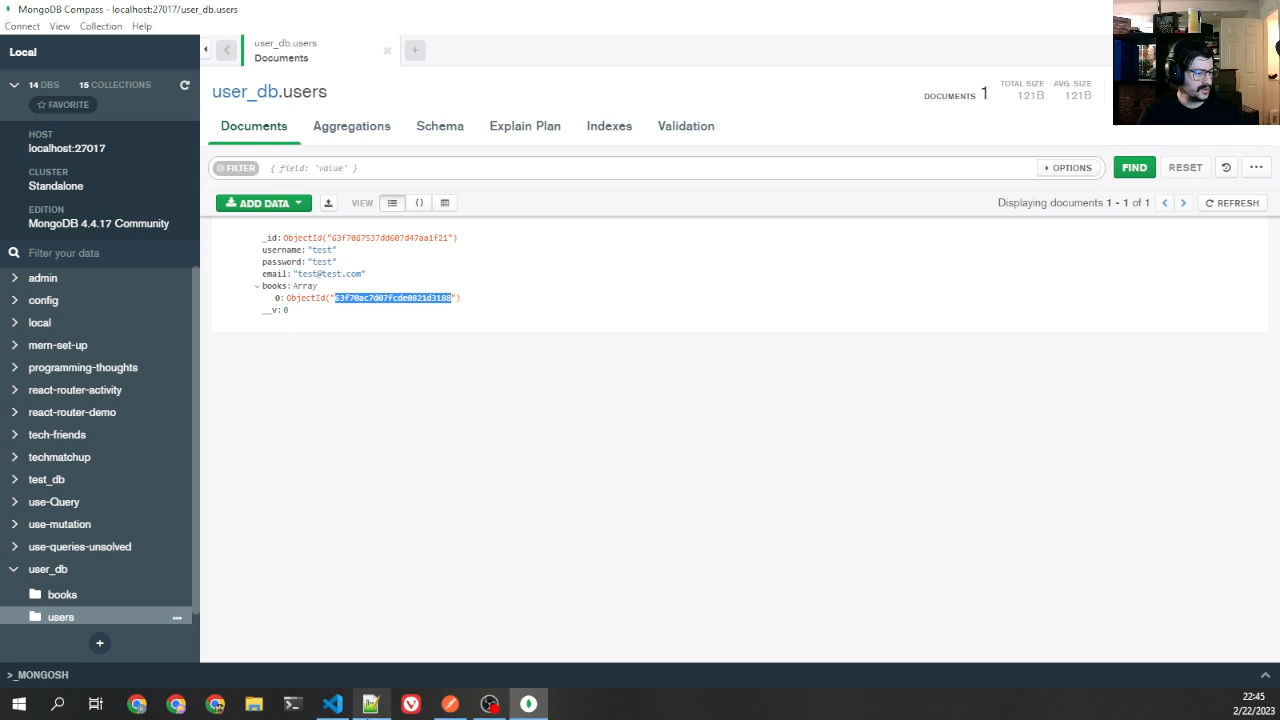 MongoDB Compass - localhost:27017/user_db.users
Connect View Collection Help
Local
14 DBS 15 COLLECTIONS
FAVORITE
HOST
localhost:27017
CLUSTER
Standalone
EDITION
MongoDB 4.4.17 Community
Filter your data
admin
config
local
mern-set-up
programming-thoughts
react-router-activity
react-router-demo
tech-friends
techmatchup
test_db
use-Query
use-mutation
use-queries-unsolved
user_db
books
users
>_MONGOSH
user_db.users
Documents
user_db.users
DOCUMENTS 1
TOTAL SIZE
121B
AVG. SIZE
121B
Documents Aggregations Schema Explain Plan Indexes Validation
FILTER { field: 'value' } OPTIONS FIND RESET
ADD DATA VIEW Displaying documents 1 - 1 of 1 REFRESH
_id: ObjectId("63f7087537dd607d47aa1f21")
username: "test"
password: "test"
email: "test@test.com"
books: Array
0: ObjectId("63f70ac7d07fcde0821d3188")
__v: 0
22:45
2/22/2023